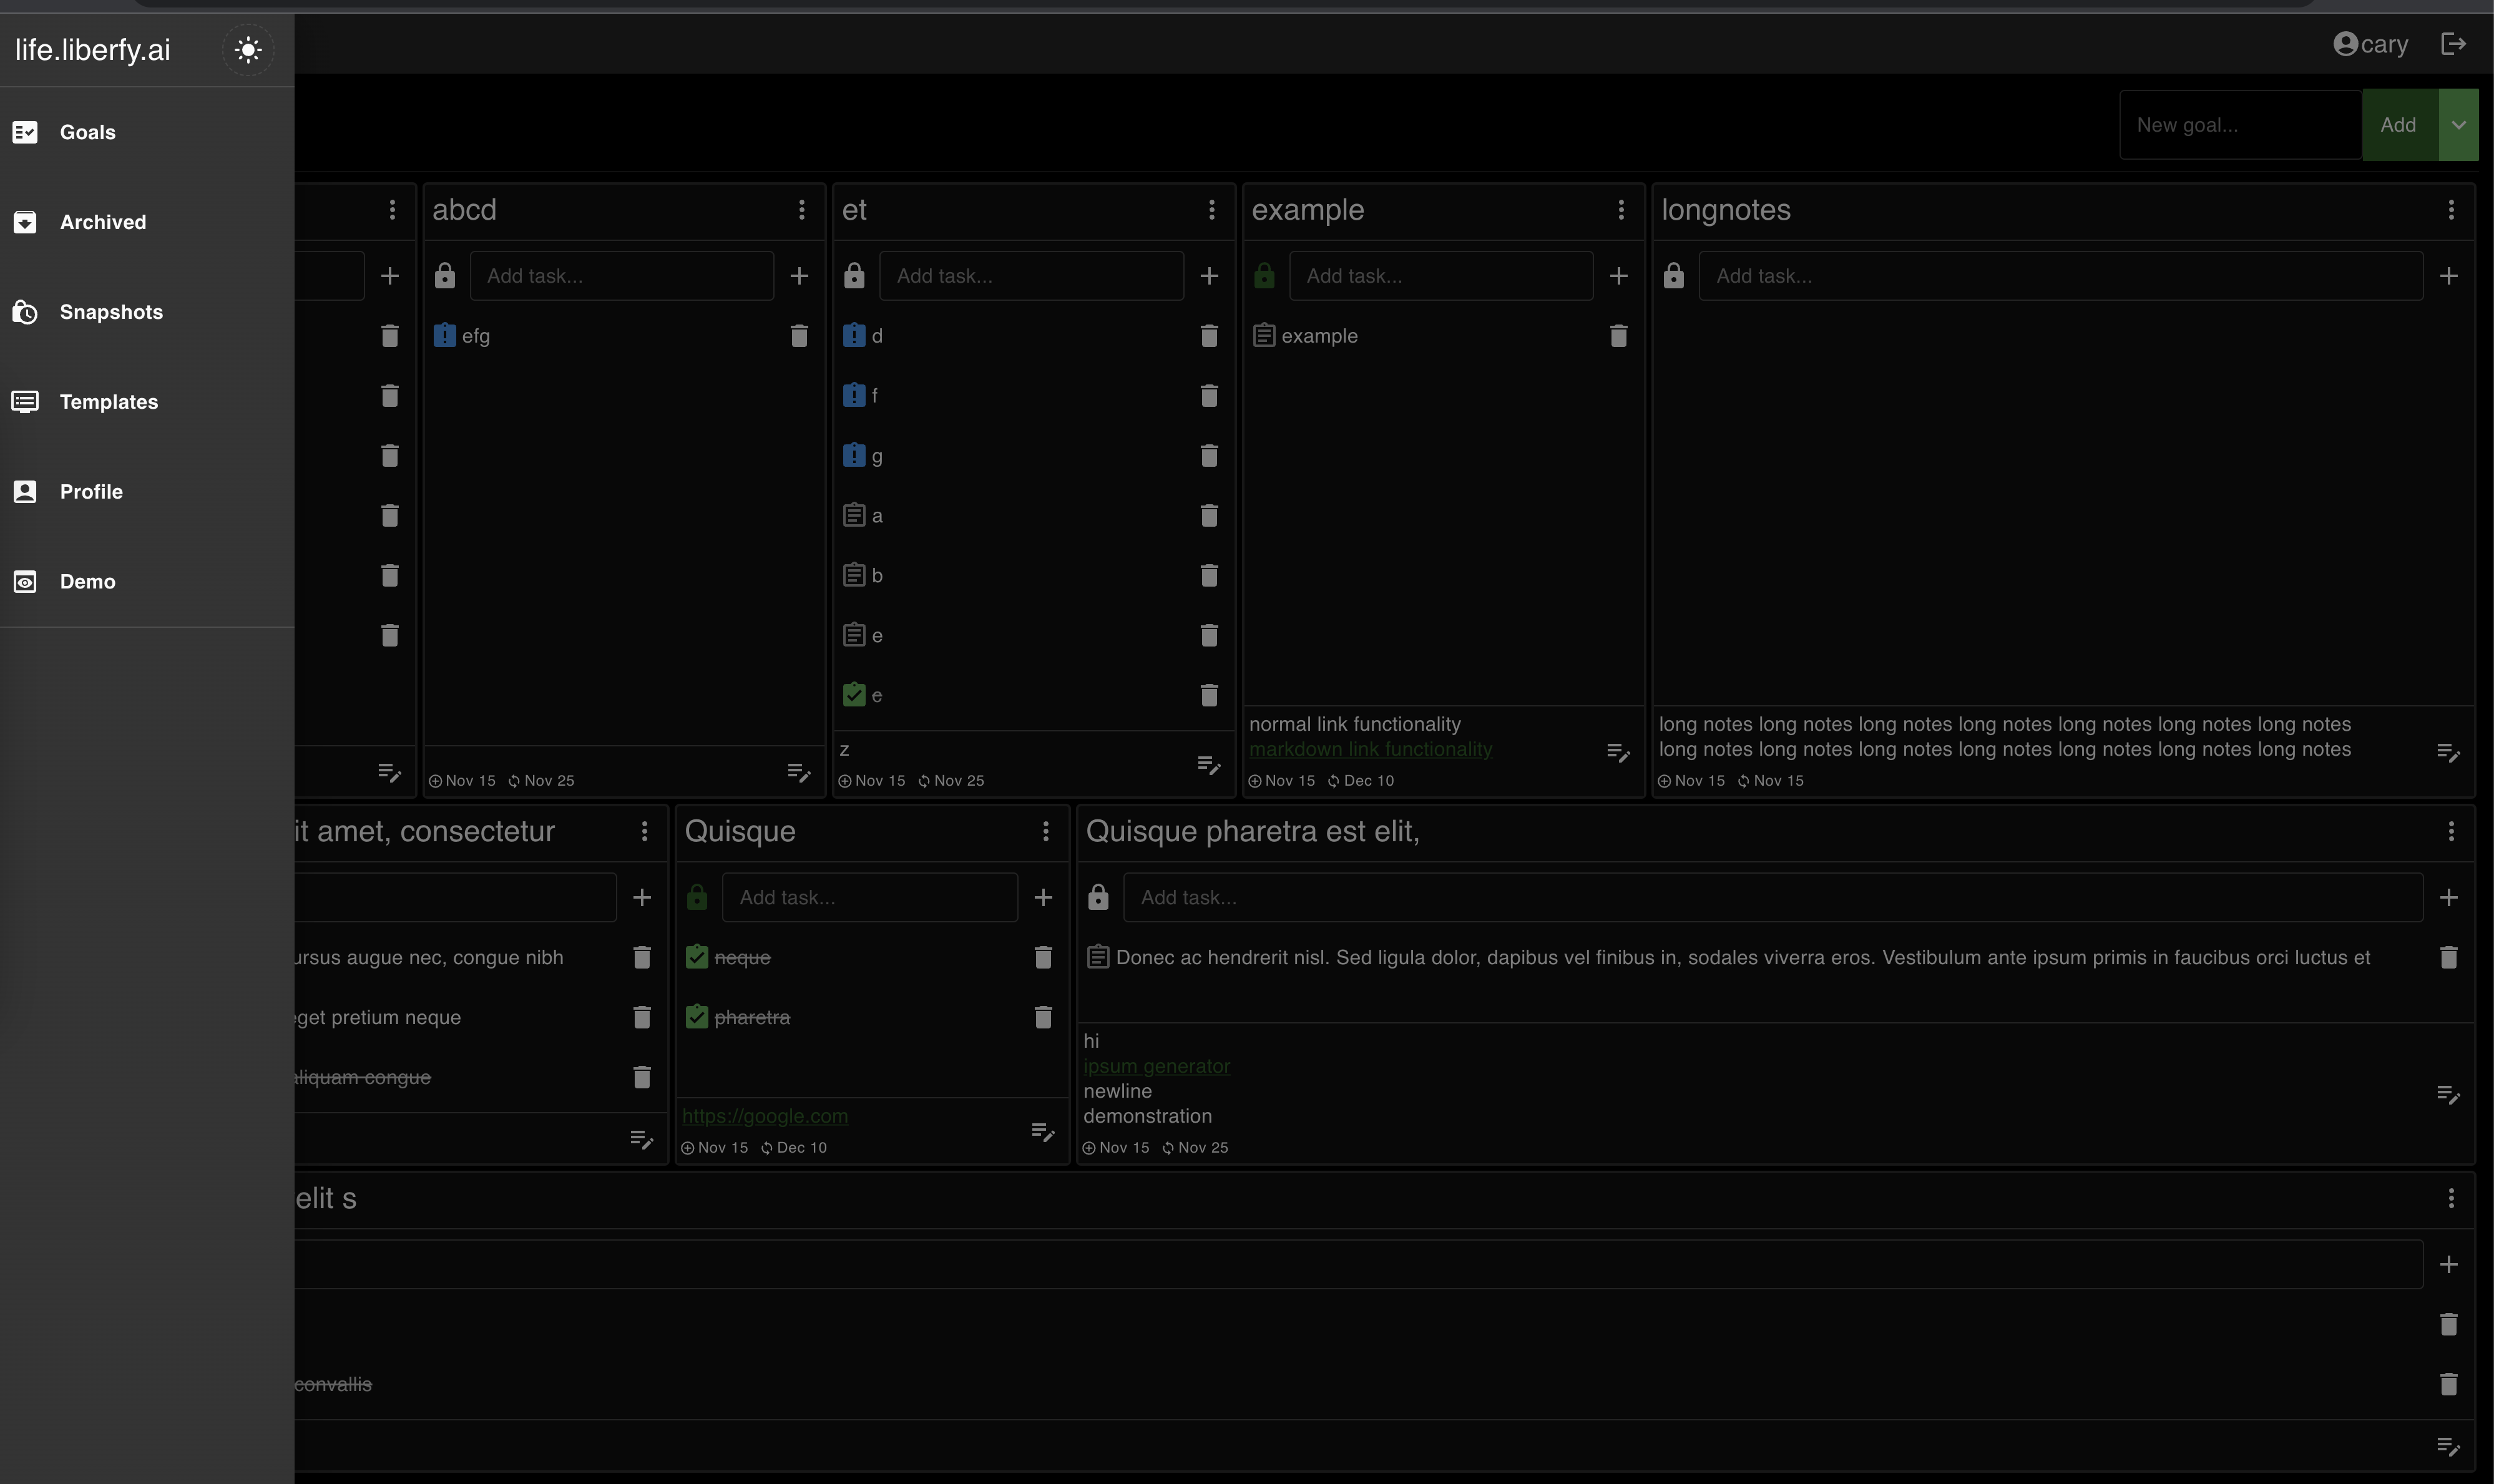 life.liberfy.ai
cary
Goals
Archived
Snapshots
Templates
Profile
Demo
New goal...
Add
abcd
Add task...
efg
Nov 15 Nov 25
et
Add task...
d
f
g
a
b
e
e
z
Nov 15 Nov 25
example
Add task...
example
normal link functionality
markdown link functionality
Nov 15 Dec 10
longnotes
Add task...
long notes long notes long notes long notes long notes long notes long notes
long notes long notes long notes long notes long notes long notes long notes
Nov 15 Nov 15
it amet, consectetur
ursus augue nec, congue nibh
eget pretium neque
aliquam congue
Quisque
Add task...
neque
pharetra
https://google.com
Nov 15 Dec 10
Quisque pharetra est elit,
Add task...
Donec ac hendrerit nisl. Sed ligula dolor, dapibus vel finibus in, sodales viverra eros. Vestibulum ante ipsum primis in faucibus orci luctus et
hi
ipsum generator
newline
demonstration
Nov 15 Nov 25
elit s
convallis